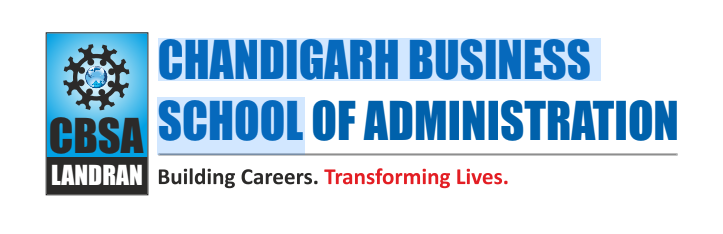 CBSA
LANDRAN
CHANDIGARH BUSINESS
SCHOOL OF ADMINISTRATION
Building Careers. Transforming Lives.